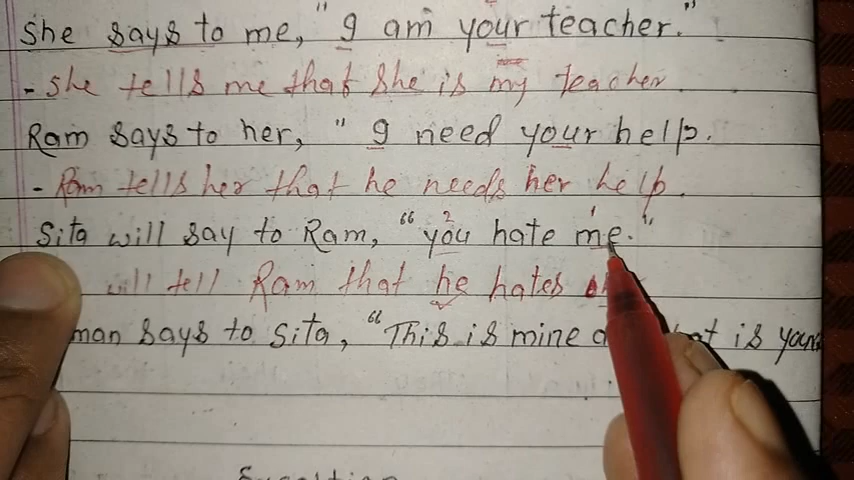 She says to me, "I am your teacher."
- She tells me that she is my teacher.
Ram says to her, "I need your help.
- Ram tells her that he needs her help.
2 1
Sita will say to Ram, "you hate me."
will tell Ram that he hates
man says to Sita, "This is mine is